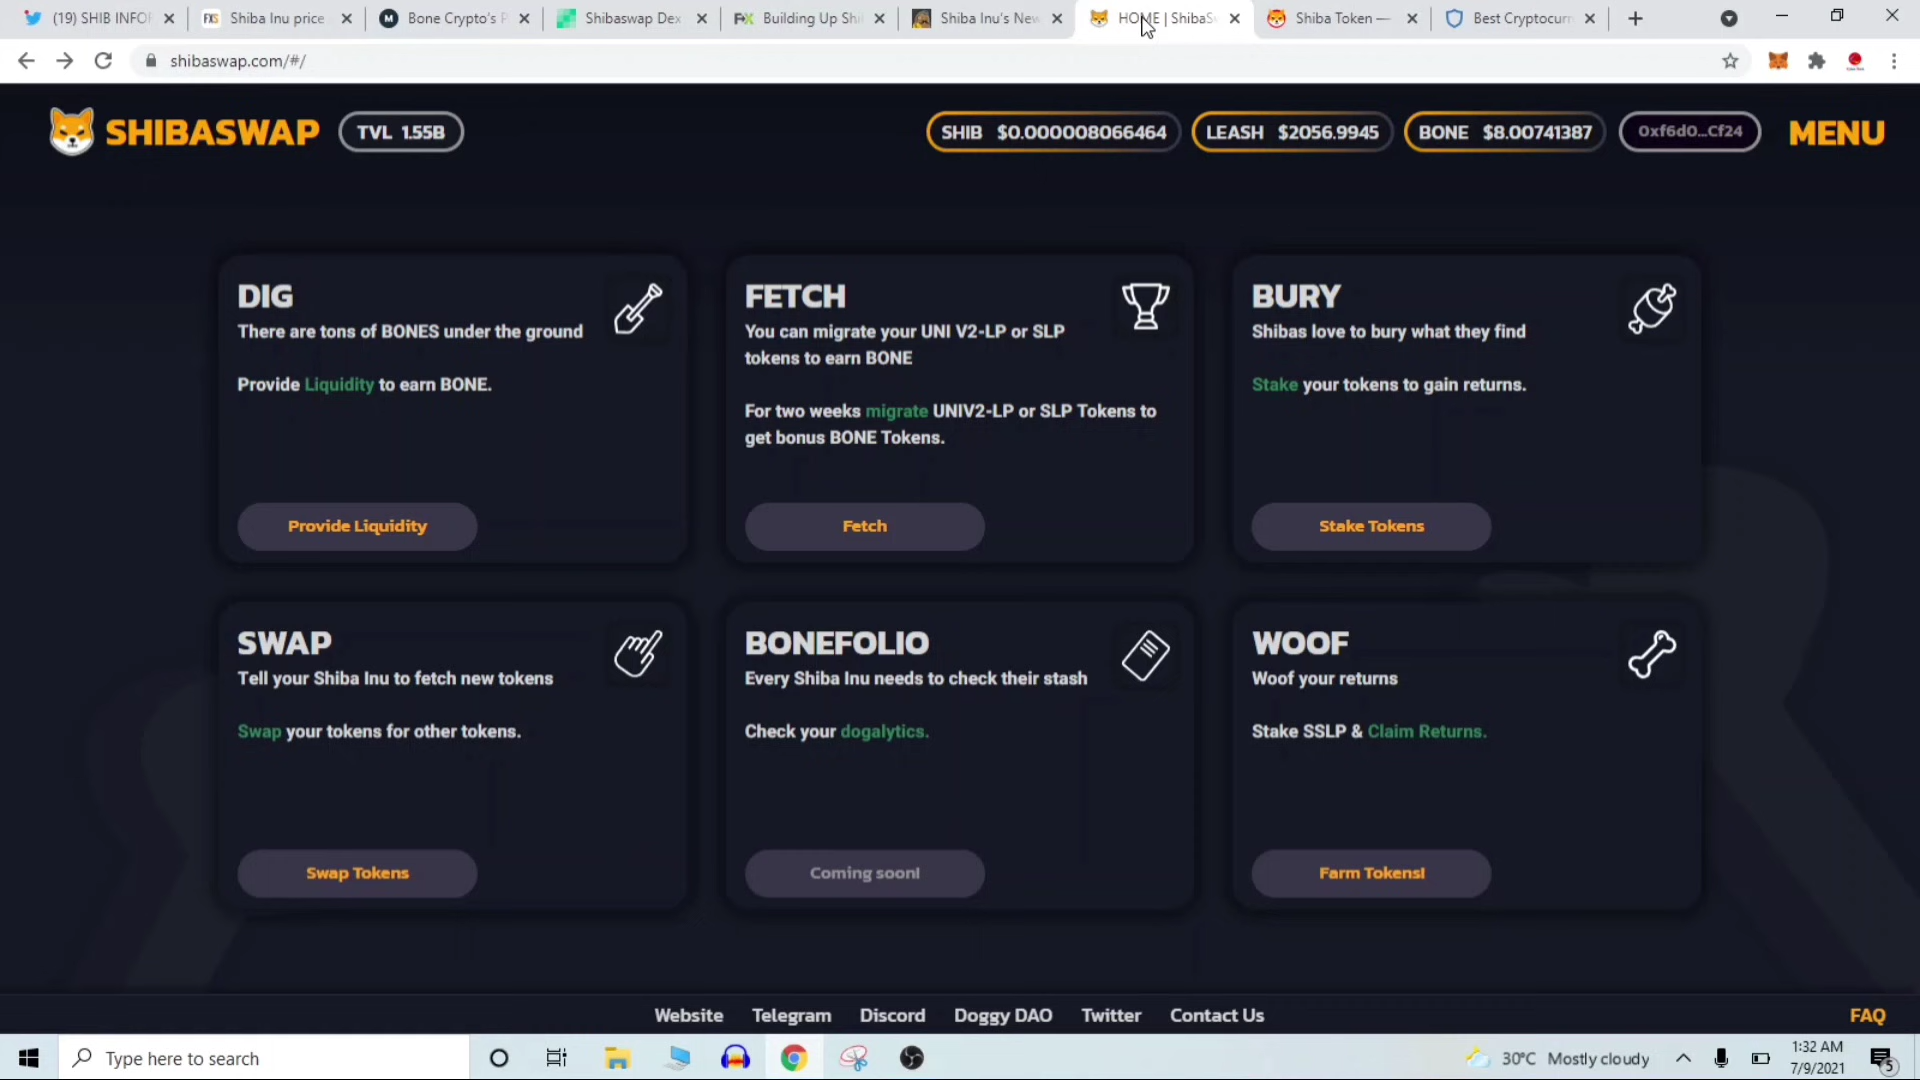 (19) SHIB INFOR
FXS Shiba Inu price
M Bone Crypto's P
Shibaswap Dex
FX Building Up Shi
Shiba Inu's New
HOME | ShibaS
Shiba Token —
Best Cryptocurr
shibaswap.com/#/
SHIBASWAP TVL 1.55B SHIB $0.000008066464 LEASH $2056.9945 BONE $8.00741387 0xf6d0...Cf24 MENU
DIG
There are tons of BONES under the ground
Provide Liquidity to earn BONE.
Provide Liquidity
FETCH
You can migrate your UNI V2-LP or SLP
tokens to earn BONE
For two weeks migrate UNIV2-LP or SLP Tokens to
get bonus BONE Tokens.
Fetch
BURY
Shibas love to bury what they find
Stake your tokens to gain returns.
Stake Tokens
SWAP
Tell your Shiba Inu to fetch new tokens
Swap your tokens for other tokens.
Swap Tokens
BONEFOLIO
Every Shiba Inu needs to check their stash
Check your dogalytics.
Coming soon!
WOOF
Woof your returns
Stake SSLP & Claim Returns.
Farm Tokens!
Website Telegram Discord Doggy DAO Twitter Contact Us FAQ
Type here to search
30°C Mostly cloudy
1:32 AM
7/9/2021
5